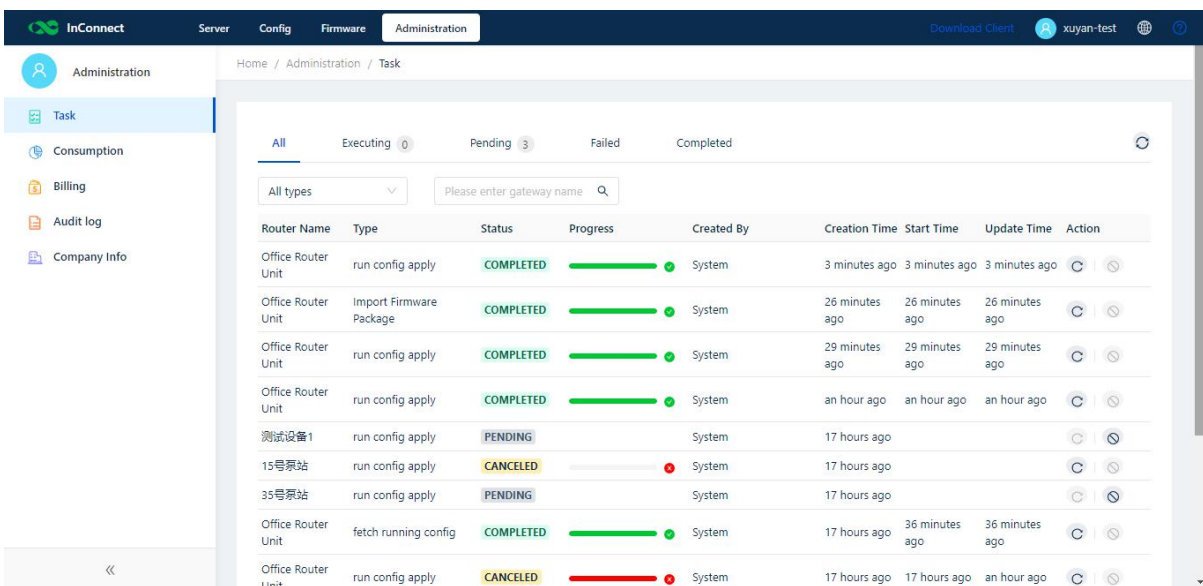 InConnect Server Config Firmware Administration Download Client xuyan-test
Administration
Home / Administration / Task
Task
Consumption
Billing
Audit log
Company Info
All Executing 0 Pending 3 Failed Completed
All types Please enter gateway name
Router Name Type Status Progress Created By Creation Time Start Time Update Time Action
Office Router
Unit
run config apply COMPLETED System 3 minutes ago 3 minutes ago 3 minutes ago
Office Router
Unit
Import Firmware
Package
COMPLETED System
26 minutes
ago
26 minutes
ago
26 minutes
ago
Office Router
Unit
run config apply COMPLETED System
29 minutes
ago
29 minutes
ago
29 minutes
ago
Office Router
Unit
run config apply COMPLETED System an hour ago an hour ago an hour ago
测试设备1 run config apply PENDING System 17 hours ago
15号泵站 run config apply CANCELED System 17 hours ago
35号泵站 run config apply PENDING System 17 hours ago
Office Router
Unit
fetch running config COMPLETED System 17 hours ago
36 minutes
ago
36 minutes
ago
Office Router
Unit
run config apply CANCELED System 17 hours ago 17 hours ago an hour ago